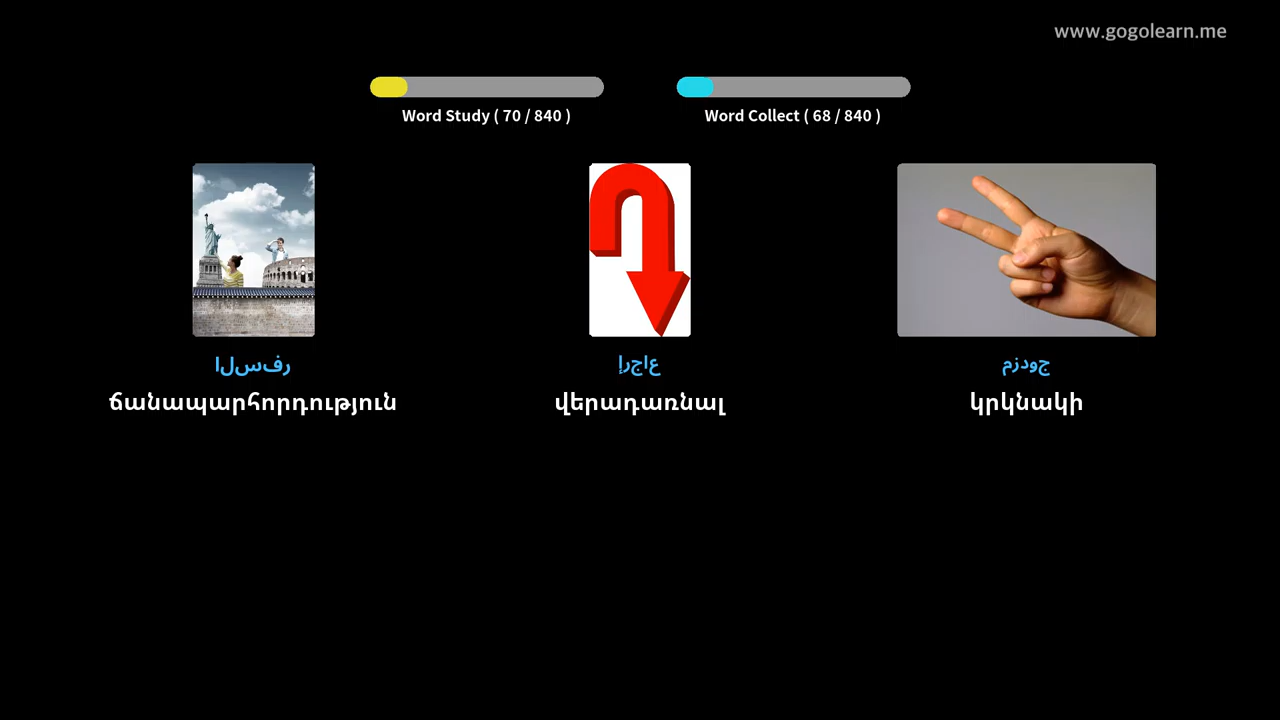 www.gogolearn.me
Word Study ( 70 / 840 )
Word Collect ( 68 / 840 )
السفر
ճանապարհորդություն
إرجاع
վերադառնալ
مزدوج
կրկնակի